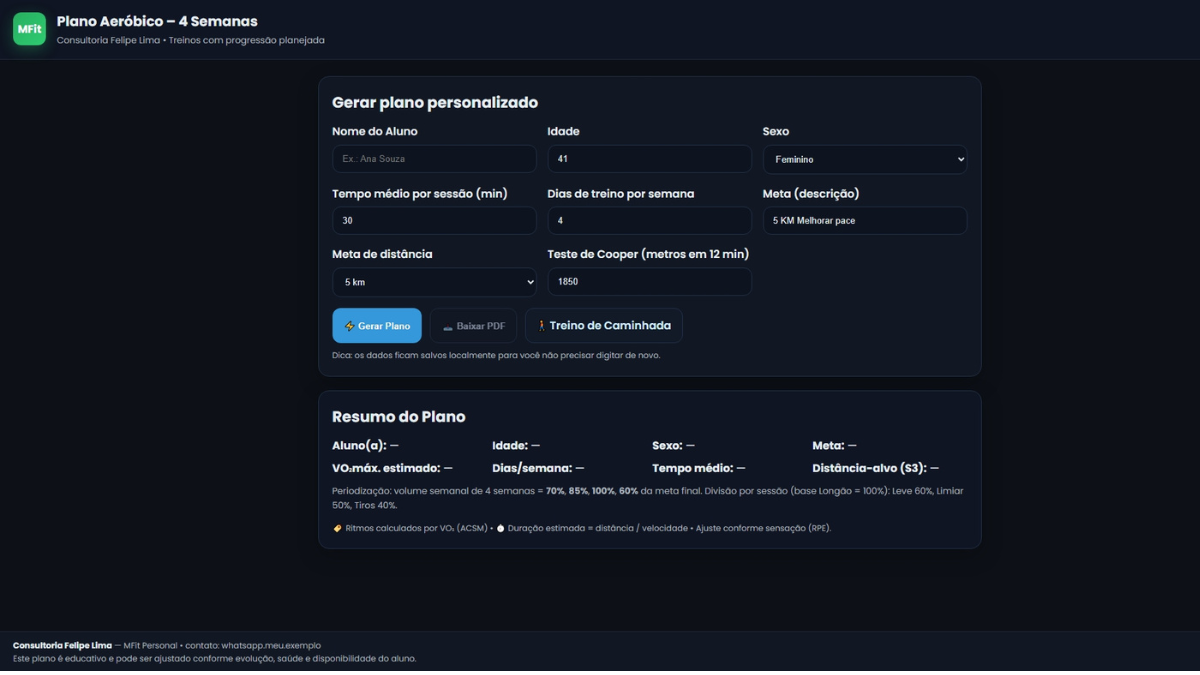 MFit
Plano Aeróbico – 4 Semanas
Consultoria Felipe Lima • Treinos com progressão planejada
Gerar plano personalizado
Nome do Aluno
Idade
Sexo
Ex.: Ana Souza
41
Feminino
Tempo médio por sessão (min)
Dias de treino por semana
Meta (descrição)
30
4
5 KM Melhorar pace
Meta de distância
Teste de Cooper (metros em 12 min)
5 km
1850
⚡ Gerar Plano
Baixar PDF
🚶 Treino de Caminhada
Dica: os dados ficam salvos localmente para você não precisar digitar de novo.
Resumo do Plano
Aluno(a): —
Idade: —
Sexo: —
Meta: —
VO₂máx. estimado: —
Dias/semana: —
Tempo médio: —
Distância-alvo (S3): —
Periodização: volume semanal de 4 semanas = 70%, 85%, 100%, 60% da meta final. Divisão por sessão (base Longão = 100%): Leve 60%, Limiar
50%, Tiros 40%.
Ritmos calculados por VO₂ (ACSM) • Duração estimada = distância / velocidade • Ajuste conforme sensação (RPE).
Consultoria Felipe Lima — MFit Personal • contato: whatsapp.meu.exemplo
Este plano é educativo e pode ser ajustado conforme evolução, saúde e disponibilidade do aluno.